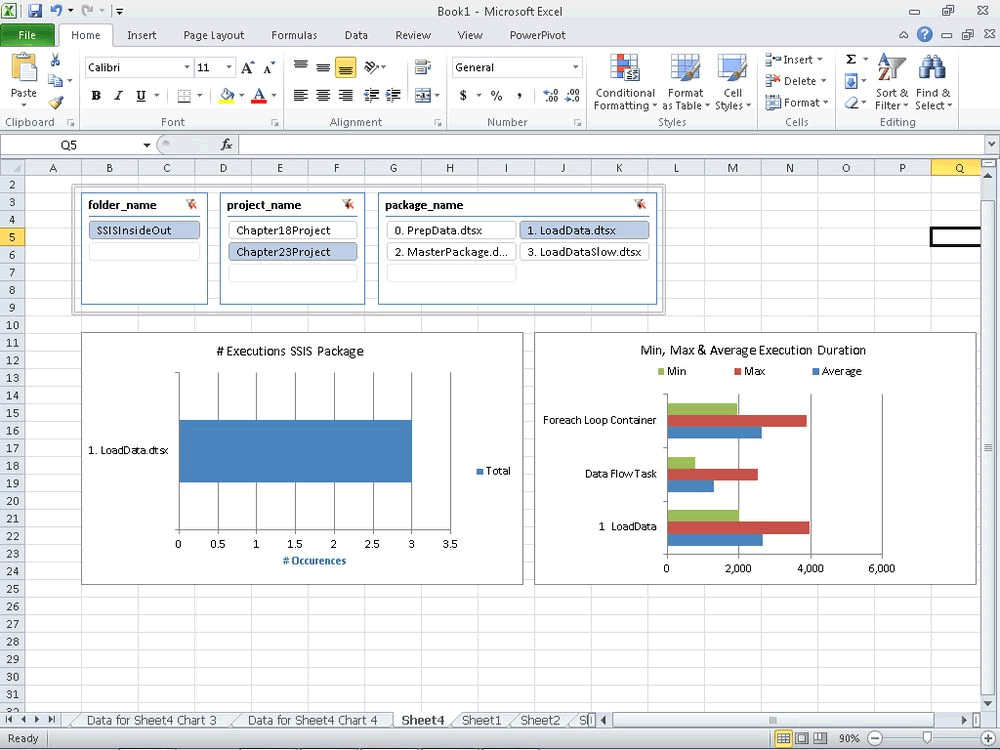 Book1 - Microsoft Excel
File Home Insert Page Layout Formulas Data Review View PowerPivot
Calibri 11 General Insert
Paste B I U $ % , Conditional Formatting Format as Table Cell Styles Delete Format Sort & Filter Find & Select
Clipboard Font Alignment Number Styles Cells Editing
Q5 fx
A B C D E F G H I J K L M N O P Q
2
3
4
5
6
7
8
9
10
11
12
13
14
15
16
17
18
19
20
21
22
23
24
25
26
27
28
29
30
31
folder_name
SSISInsideOut
project_name
Chapter18Project
Chapter23Project
package_name
0. PrepData.dtsx 1. LoadData.dtsx
2. MasterPackage.d... 3. LoadDataSlow.dtsx
# Executions SSIS Package
1. LoadData.dtsx
Total
0 0.5 1 1.5 2 2.5 3 3.5
# Occurences
Min, Max & Average Execution Duration
Min Max Average
Foreach Loop Container
Data Flow Task
1 LoadData
0 2,000 4,000 6,000
Data for Sheet4 Chart 3 Data for Sheet4 Chart 4 Sheet4 Sheet1 Sheet2
Ready 90%